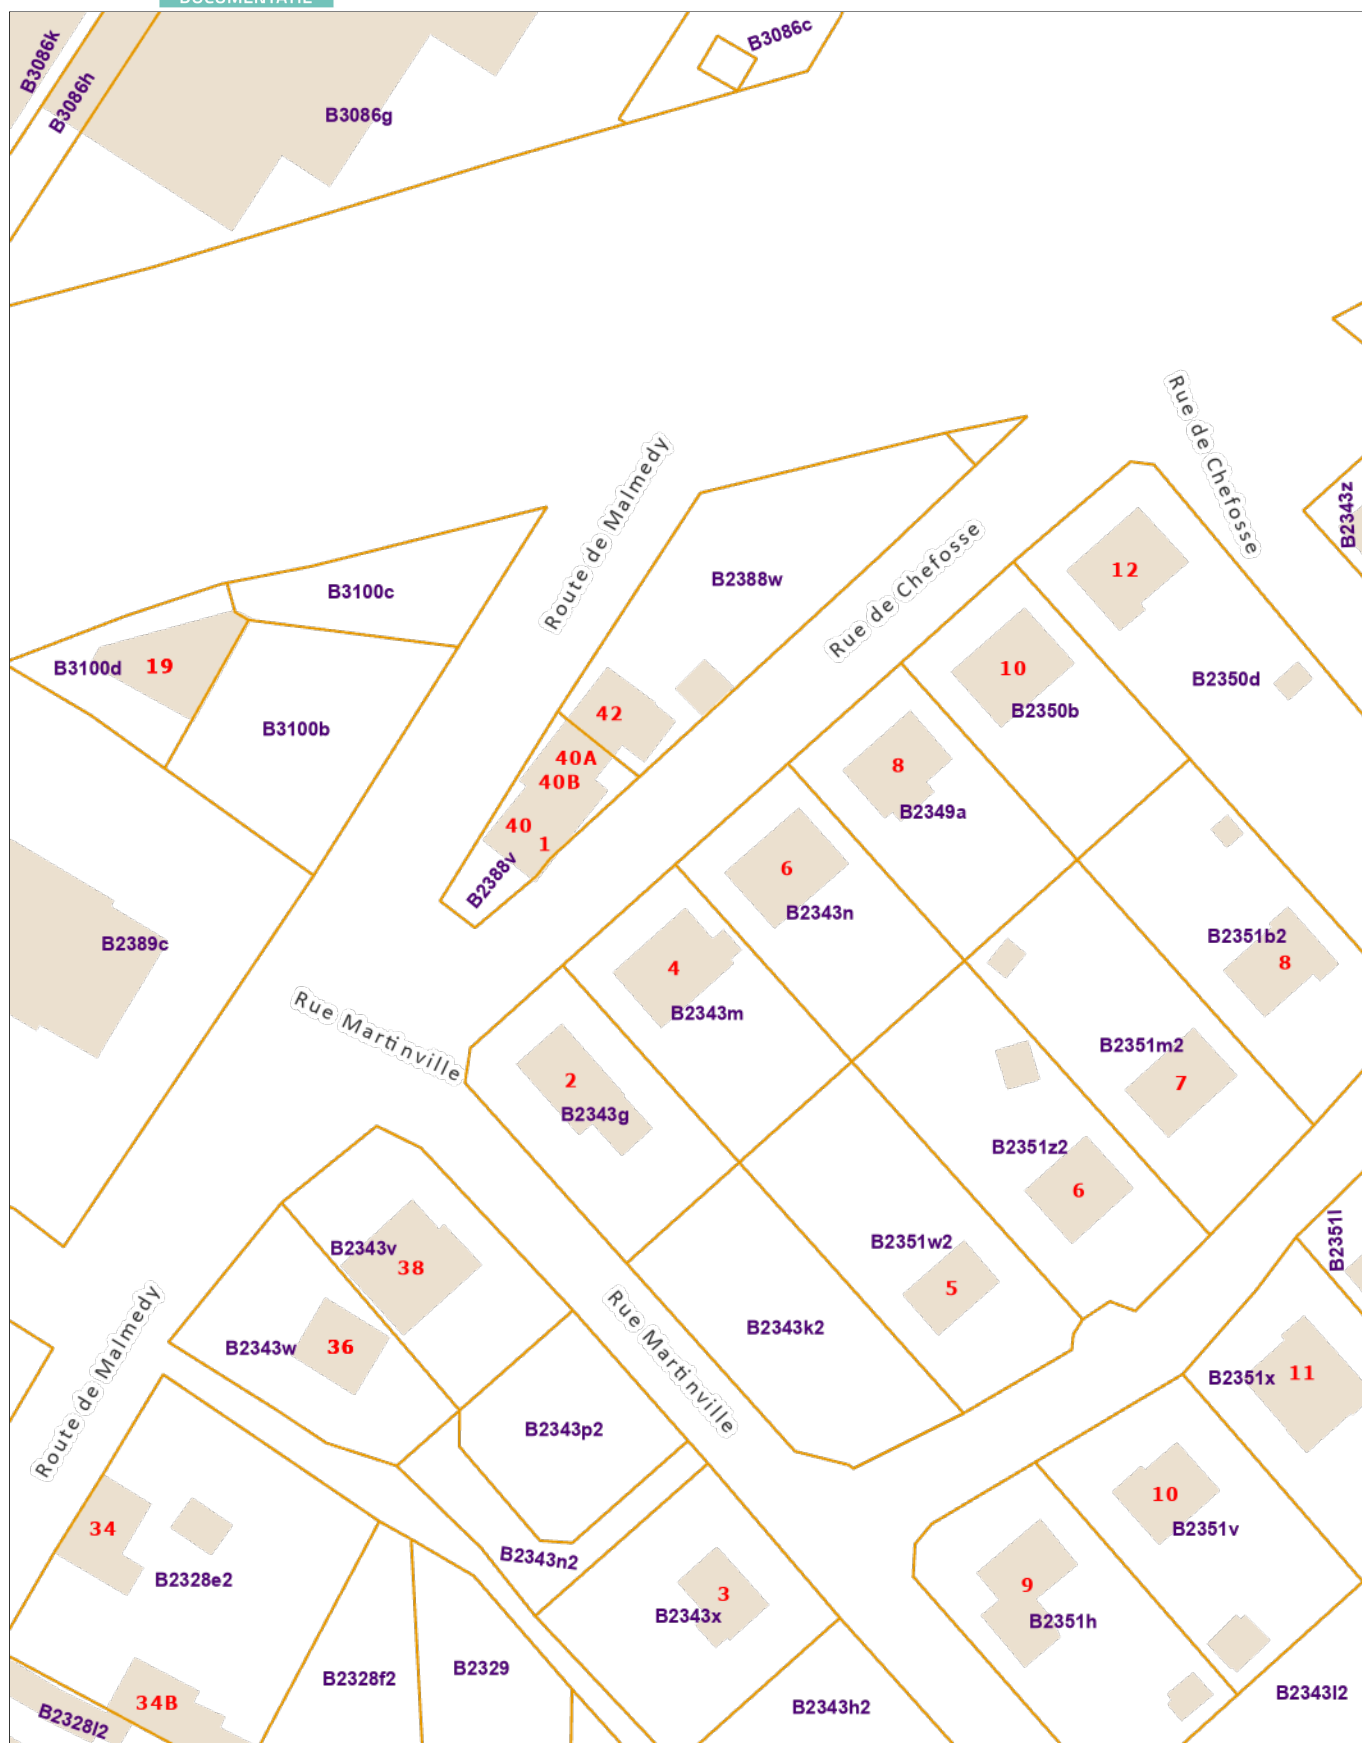 DOCUMENTATIE
B3086k
B3086h
B3086g
B3086c
Rue de Chefosse
Route de Malmedy
B2343z
Rue de Chefosse
12
B2388w
B3100c
19
B3100d
B3100b
10
B2350b
B2350d
42
40A
40B
40
1
B2388v
8
B2349a
6
B2343n
B2389c
4
B2343m
B2351b2
8
Rue Martinville
2
B2343g
B2351m2
7
B2351z2
6
B2343v
38
B2351w2
5
B2351l
Route de Malmedy
B2343w
36
Rue Martinville
B2343k2
B2351x
11
B2343p2
34
B2328e2
B2343n2
10
B2351v
3
B2343x
9
B2351h
B2328f2
B2329
34B
B2328l2
B2343h2
B2343l2